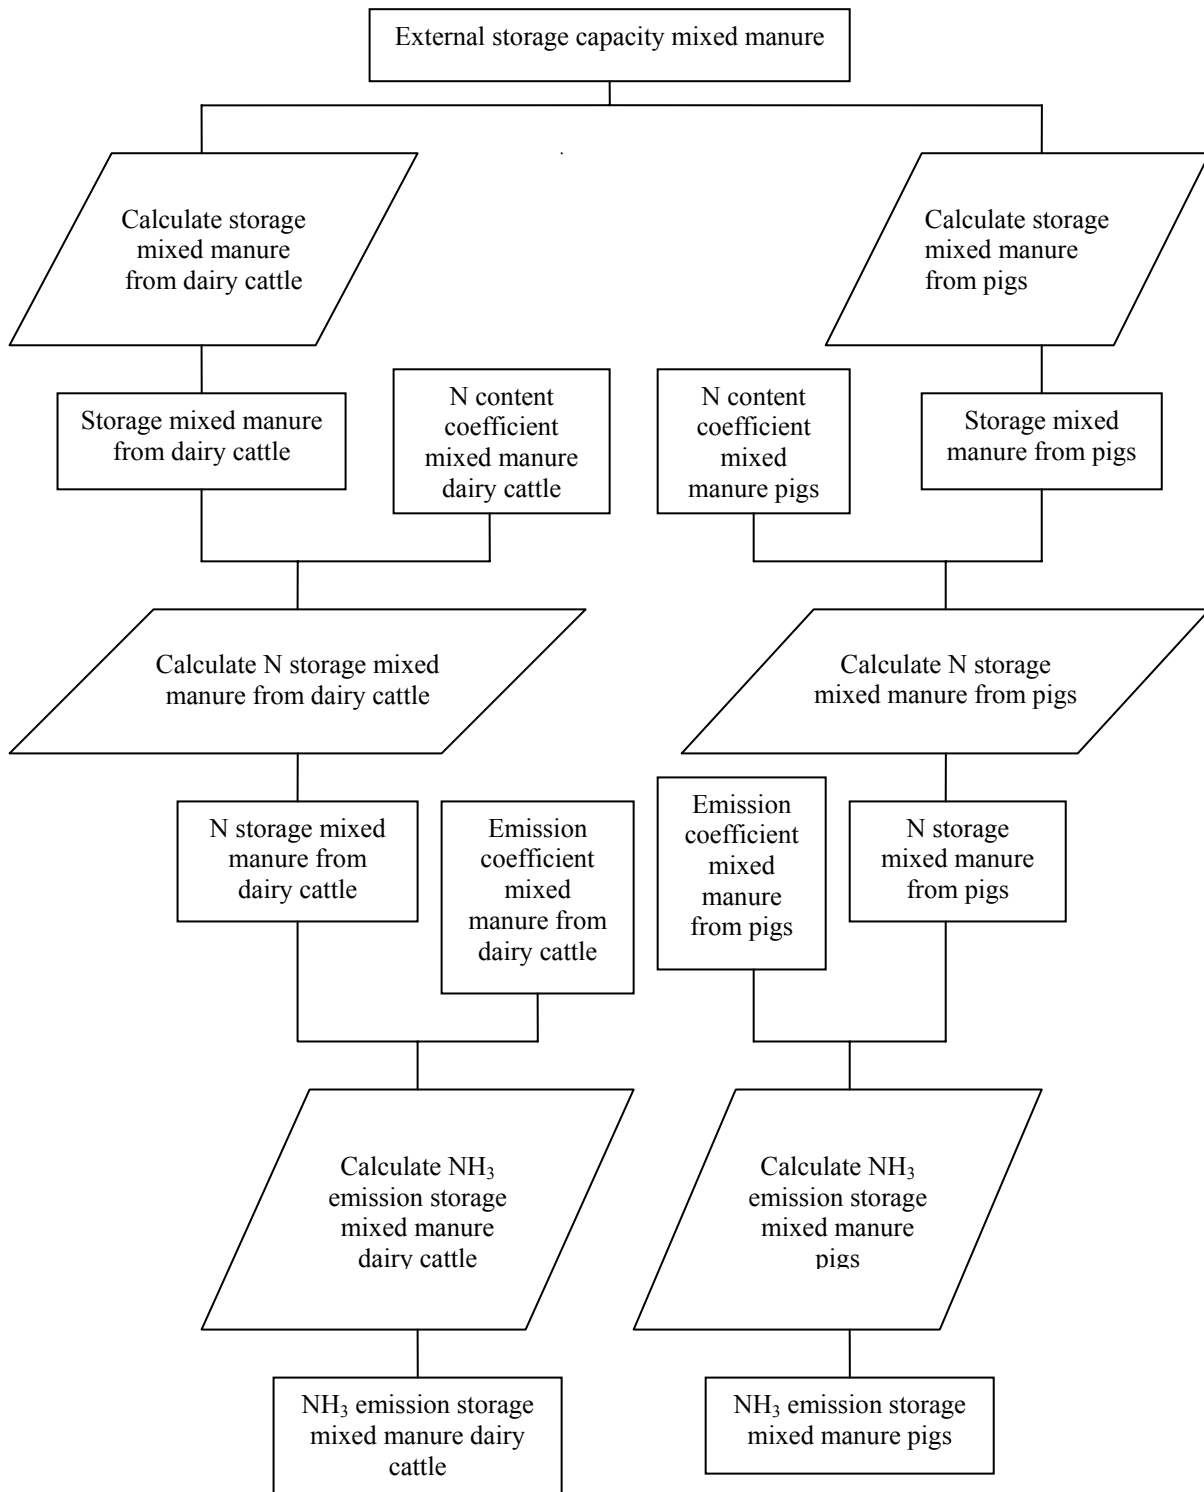 External storage capacity mixed manure
Calculate storage
mixed manure
from dairy cattle
Calculate storage
mixed manure
from pigs
Storage mixed manure
from dairy cattle
N content
coefficient
mixed manure
dairy cattle
N content
coefficient
mixed
manure pigs
Storage mixed
manure from pigs
Calculate N storage mixed
manure from dairy cattle
Calculate N storage
mixed manure from pigs
N storage mixed
manure from
dairy cattle
Emission
coefficient
mixed
manure from
dairy cattle
Emission
coefficient
mixed
manure
from pigs
N storage
mixed manure
from pigs
Calculate NH₃
emission storage
mixed manure
dairy cattle
Calculate NH₃
emission storage
mixed manure
pigs
NH₃ emission storage
mixed manure dairy
cattle
NH₃ emission storage
mixed manure pigs